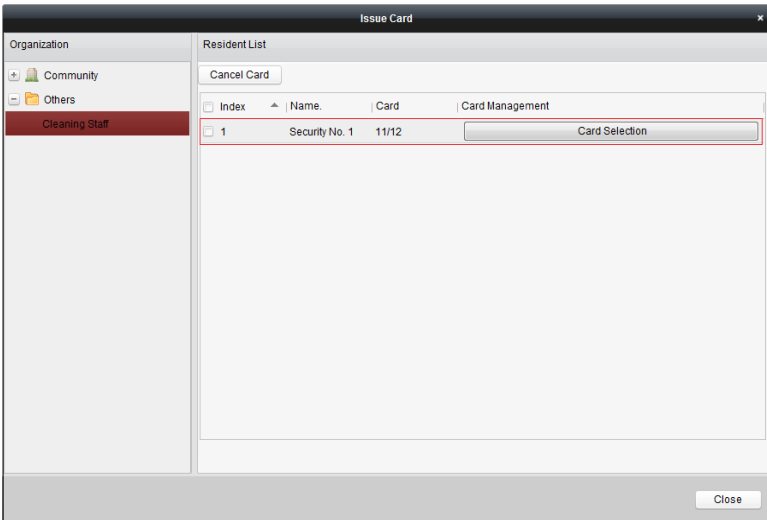 Issue Card ×
Organization
Resident List
Community
Others
Cleaning Staff
Cancel Card
Index Name. Card Card Management
1 Security No. 1 11/12 Card Selection
Close